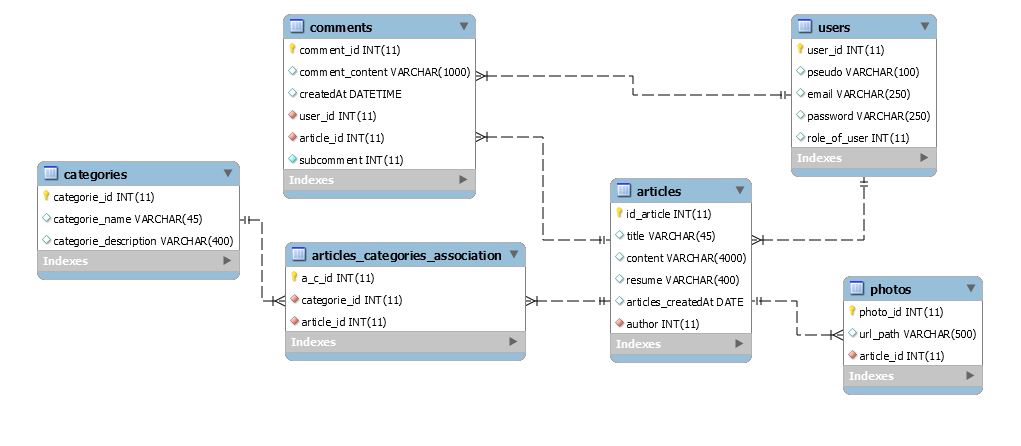 comments
comment_id INT(11)
comment_content VARCHAR(1000)
createdAt DATETIME
user_id INT(11)
article_id INT(11)
subcomment INT(11)
Indexes
users
user_id INT(11)
pseudo VARCHAR(100)
email VARCHAR(250)
password VARCHAR(250)
role_of_user INT(11)
Indexes
categories
categorie_id INT(11)
categorie_name VARCHAR(45)
categorie_description VARCHAR(400)
Indexes
articles_categories_association
a_c_id INT(11)
categorie_id INT(11)
article_id INT(11)
Indexes
articles
id_article INT(11)
title VARCHAR(45)
content VARCHAR(4000)
resume VARCHAR(400)
articles_createdAt DATE
author INT(11)
Indexes
photos
photo_id INT(11)
url_path VARCHAR(500)
article_id INT(11)
Indexes